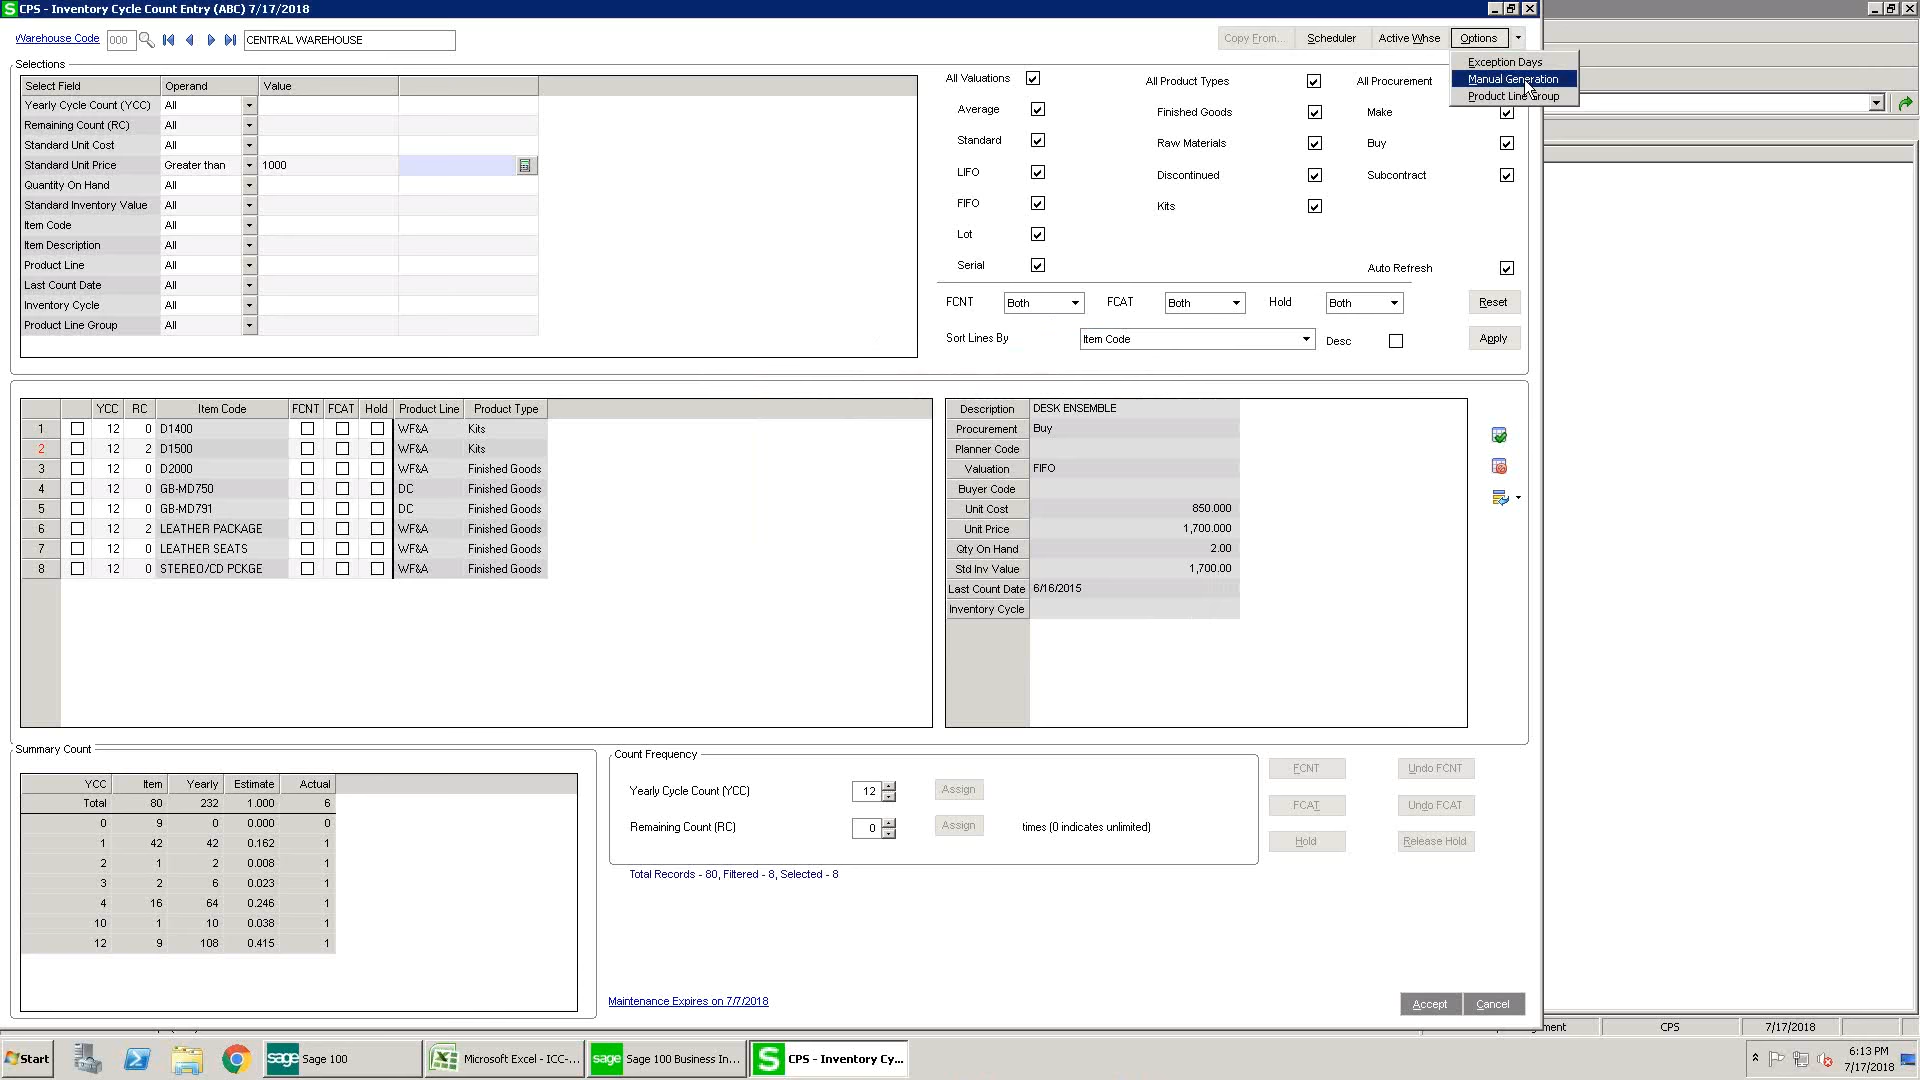 CPS - Inventory Cycle Count Entry (ABC) 7/17/2018
Warehouse Code 000 CENTRAL WAREHOUSE Copy From... Scheduler Active Whse Options
Exception Days
Manual Generation
Product Line Group
Selections
Select Field Operand Value
Yearly Cycle Count (YCC) All
Remaining Count (RC) All
Standard Unit Cost All
Standard Unit Price Greater than 1000
Quantity On Hand All
Standard Inventory Value All
Item Code All
Item Description All
Product Line All
Last Count Date All
Inventory Cycle All
Product Line Group All
All Valuations All Product Types All Procurement
Average Finished Goods Make
Standard Raw Materials Buy
LIFO Discontinued Subcontract
FIFO Kits
Lot
Serial Auto Refresh
FCNT Both FCAT Both Hold Both Reset
Sort Lines By Item Code Desc Apply
YCC RC Item Code FCNT FCAT Hold Product Line Product Type
1 12 0 D1400 WF&A Kits
2 12 2 D1500 WF&A Kits
3 12 0 D2000 WF&A Finished Goods
4 12 0 GB-MD750 DC Finished Goods
5 12 0 GB-MD791 DC Finished Goods
6 12 2 LEATHER PACKAGE WF&A Finished Goods
7 12 0 LEATHER SEATS WF&A Finished Goods
8 12 0 STEREO/CD PCKGE WF&A Finished Goods
Description DESK ENSEMBLE
Procurement Buy
Planner Code
Valuation FIFO
Buyer Code
Unit Cost 850.000
Unit Price 1,700.000
Qty On Hand 2.00
Std Inv Value 1,700.00
Last Count Date 6/16/2015
Inventory Cycle
Summary Count
YCC Item Yearly Estimate Actual
Total 80 232 1.000 6
0 9 0 0.000 0
1 42 42 0.162 1
2 1 2 0.008 1
3 2 6 0.023 1
4 16 64 0.246 1
10 1 10 0.038 1
12 9 108 0.415 1
Count Frequency
Yearly Cycle Count (YCC) 12 Assign
Remaining Count (RC) 0 Assign times (0 indicates unlimited)
Total Records - 80, Filtered - 8, Selected - 8
FCNT Undo FCNT
FCAT Undo FCAT
Hold Release Hold
Maintenance Expires on 7/7/2018
Accept Cancel
CPS 7/17/2018
Start sage Sage 100 Microsoft Excel - ICC-... sage Sage 100 Business In... S CPS - Inventory Cy... 6:13 PM
7/17/2018